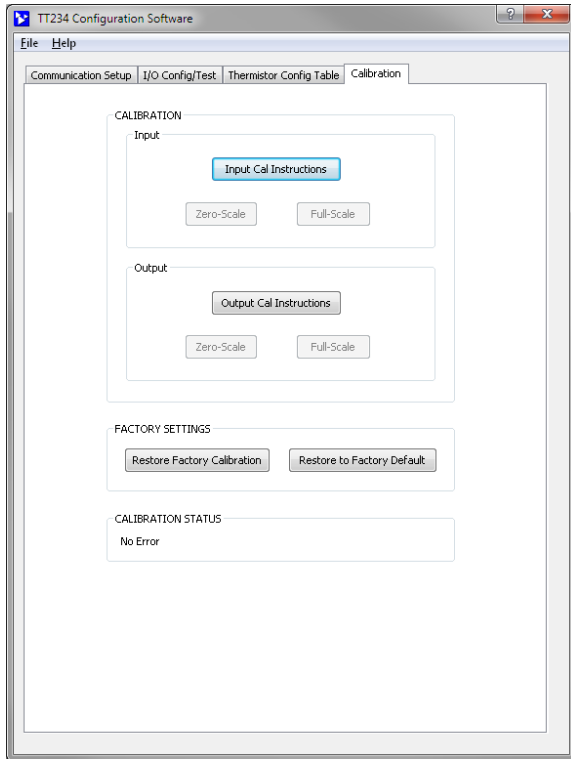 TT234 Configuration Software
File Help
Communication Setup I/O Config/Test Thermistor Config Table Calibration
CALIBRATION
Input
Input Cal Instructions
Zero-Scale Full-Scale
Output
Output Cal Instructions
Zero-Scale Full-Scale
FACTORY SETTINGS
Restore Factory Calibration Restore to Factory Default
CALIBRATION STATUS
No Error